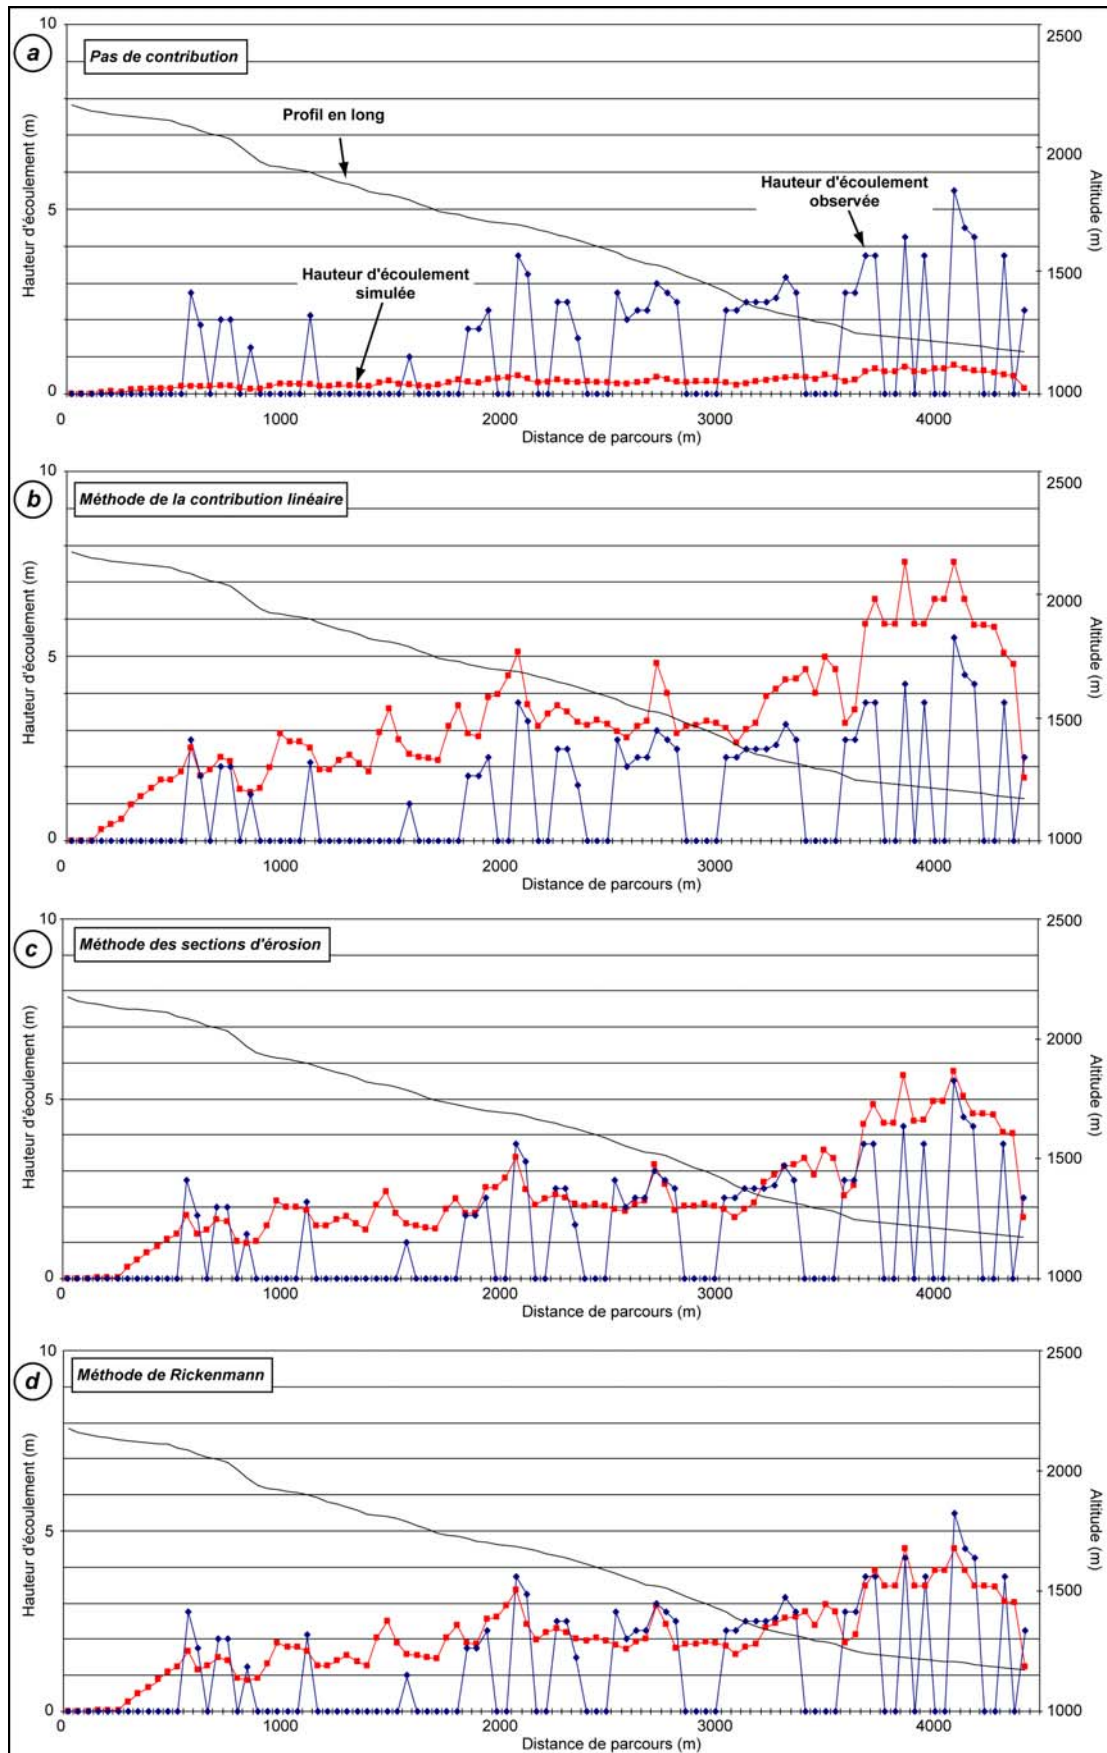 a
Pas de contribution
10
5
0
Hauteur d'écoulement (m)
Profil en long
Hauteur d'écoulement
simulée
Hauteur d'écoulement
observée
2500
2000
1500
1000
Altitude (m)
0 1000 2000 3000 4000
Distance de parcours (m)
b
Méthode de la contribution linéaire
10
5
0
Hauteur d'écoulement (m)
2500
2000
1500
1000
Altitude (m)
0 1000 2000 3000 4000
Distance de parcours (m)
c
Méthode des sections d'érosion
10
5
0
Hauteur d'écoulement (m)
2500
2000
1500
1000
Altitude (m)
0 1000 2000 3000 4000
Distance de parcours (m)
d
Méthode de Rickenmann
10
5
0
Hauteur d'écoulement (m)
2500
2000
1500
1000
Altitude (m)
0 1000 2000 3000 4000
Distance de parcours (m)